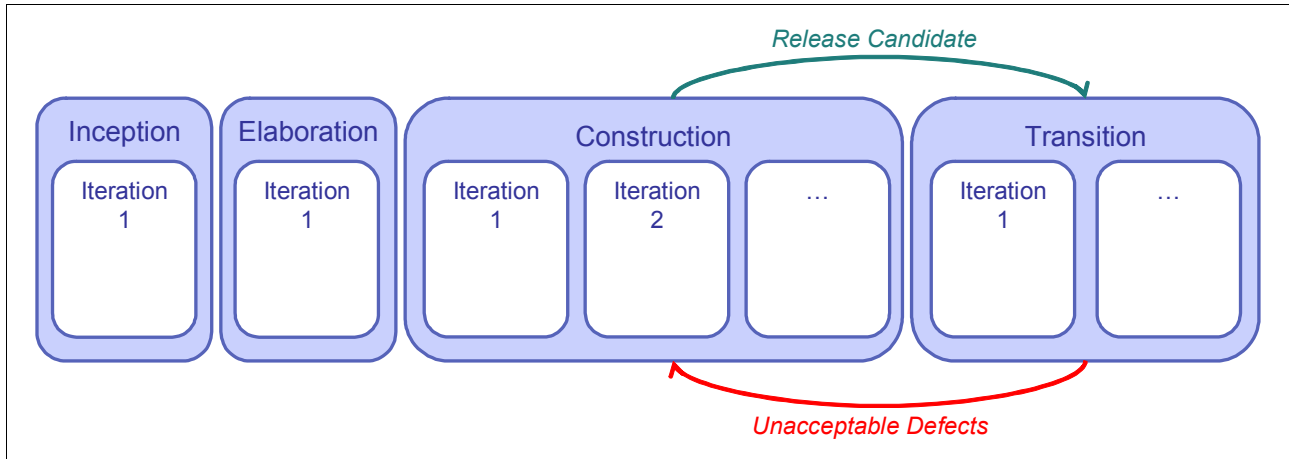 Release Candidate
Inception
Elaboration
Construction
Transition
Iteration
1
Iteration
1
Iteration
1
Iteration
2
…
Iteration
1
…
Unacceptable Defects